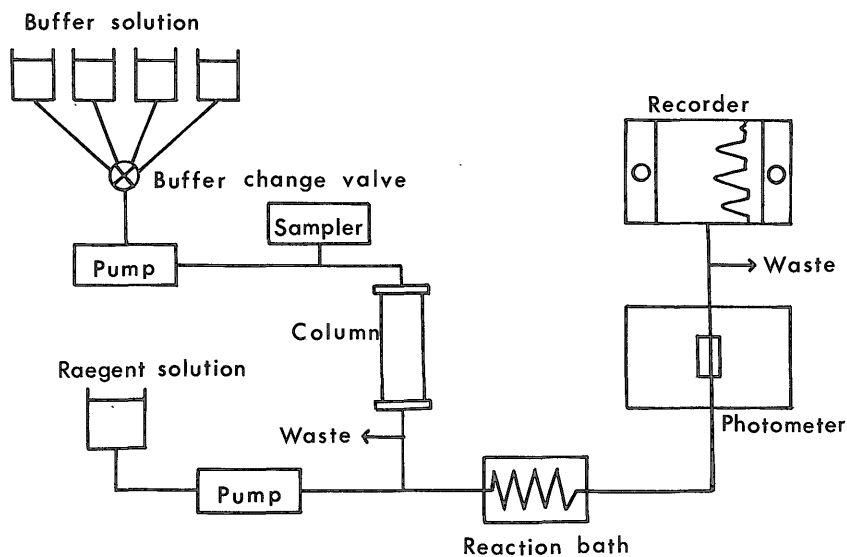 Buffer solution
Recorder
Buffer change valve
Sampler
Pump
Waste
Column
Raegent solution
Waste
Photometer
Pump
Reaction bath